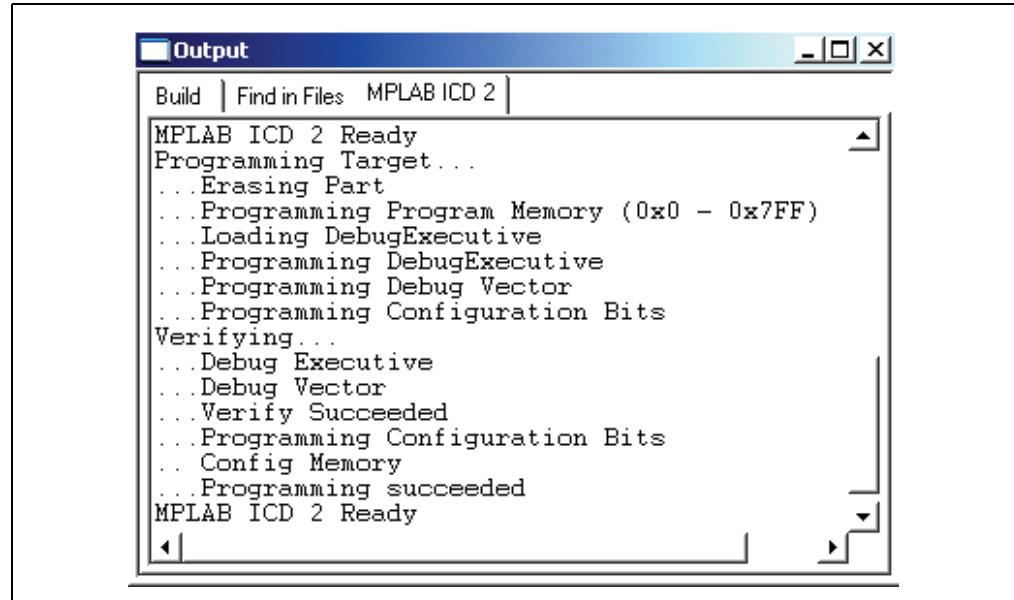 Output
Build Find in Files MPLAB ICD 2
MPLAB ICD 2 Ready
Programming Target...
...Erasing Part
...Programming Program Memory (0x0 - 0x7FF)
...Loading DebugExecutive
...Programming DebugExecutive
...Programming Debug Vector
...Programming Configuration Bits
Verifying...
...Debug Executive
...Debug Vector
...Verify Succeeded
...Programming Configuration Bits
.. Config Memory
...Programming succeeded
MPLAB ICD 2 Ready